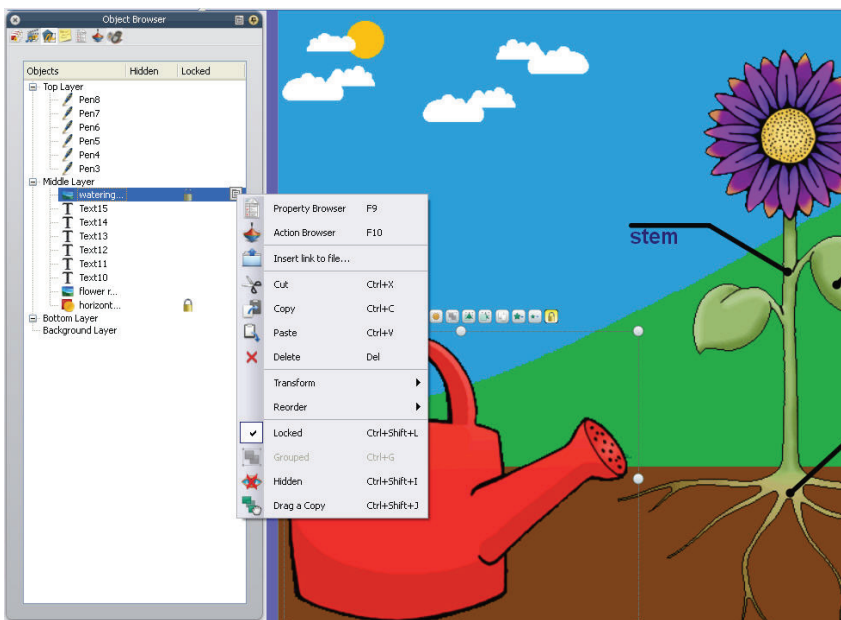 Object Browser
Objects Hidden Locked
Top Layer
Pen8
Pen7
Pen6
Pen5
Pen4
Pen3
Middle Layer
watering...
Text15
Text14
Text13
Text12
Text11
Text10
flower r...
horizont...
Bottom Layer
Background Layer
Property Browser F9
Action Browser F10
Insert link to file...
Cut Ctrl+X
Copy Ctrl+C
Paste Ctrl+V
Delete Del
Transform
Reorder
Locked Ctrl+Shift+L
Grouped Ctrl+G
Hidden Ctrl+Shift+I
Drag a Copy Ctrl+Shift+J
stem